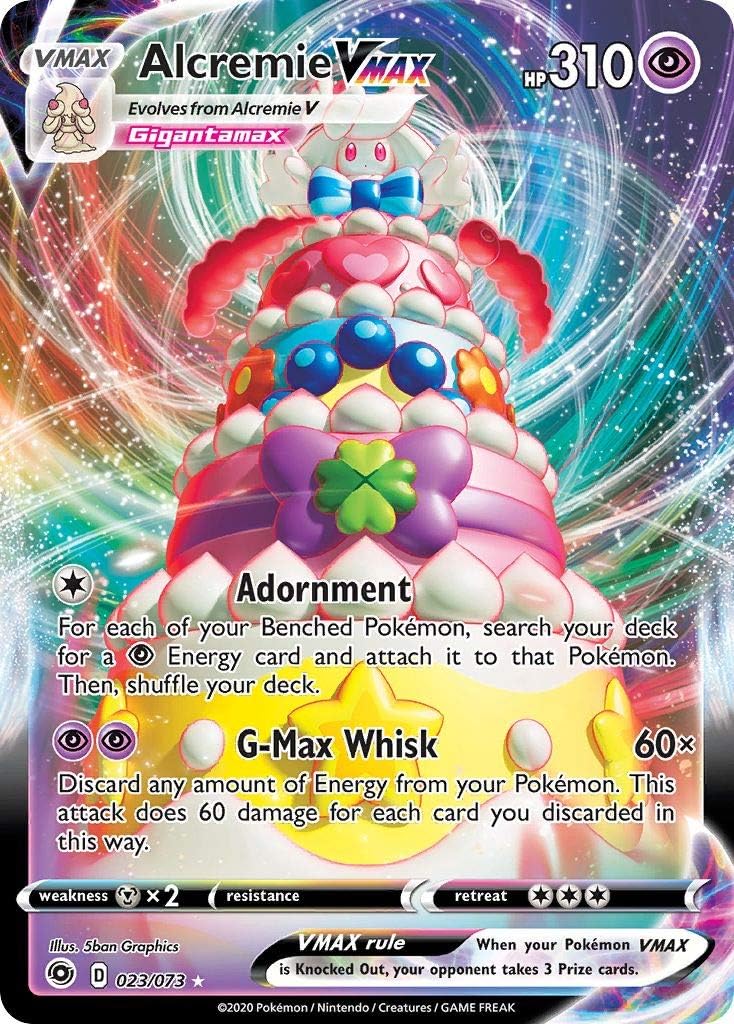 VMAX
Alcremie VMAX
HP310
Evolves from Alcremie V
Gigantamax
Adornment
For each of your Benched Pokémon, search your deck
for a Energy card and attach it to that Pokémon.
Then, shuffle your deck.
G-Max Whisk 60×
Discard any amount of Energy from your Pokémon. This
attack does 60 damage for each card you discarded in
this way.
weakness ×2 resistance retreat
Illus. 5ban Graphics
VMAX rule When your Pokémon VMAX
is Knocked Out, your opponent takes 3 Prize cards.
D 023/073 ★
©2020 Pokémon / Nintendo / Creatures / GAME FREAK